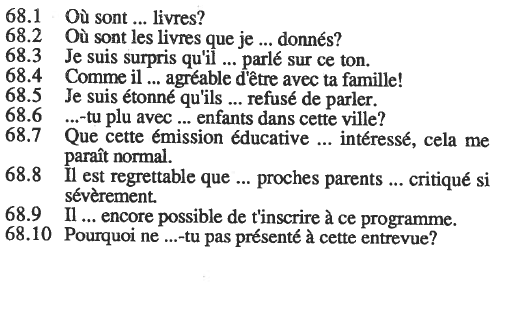 68.1 Où sont ... livres?
68.2 Où sont les livres que je ... donnés?
68.3 Je suis surpris qu'il ... parlé sur ce ton.
68.4 Comme il ... agréable d'être avec ta famille!
68.5 Je suis étonné qu'ils ... refusé de parler.
68.6 ...-tu plu avec ... enfants dans cette ville?
68.7 Que cette émission éducative ... intéressé, cela me
paraît normal.
68.8 Il est regrettable que ... proches parents ... critiqué si
sévèrement.
68.9 Il ... encore possible de t'inscrire à ce programme.
68.10 Pourquoi ne ...-tu pas présenté à cette entrevue?